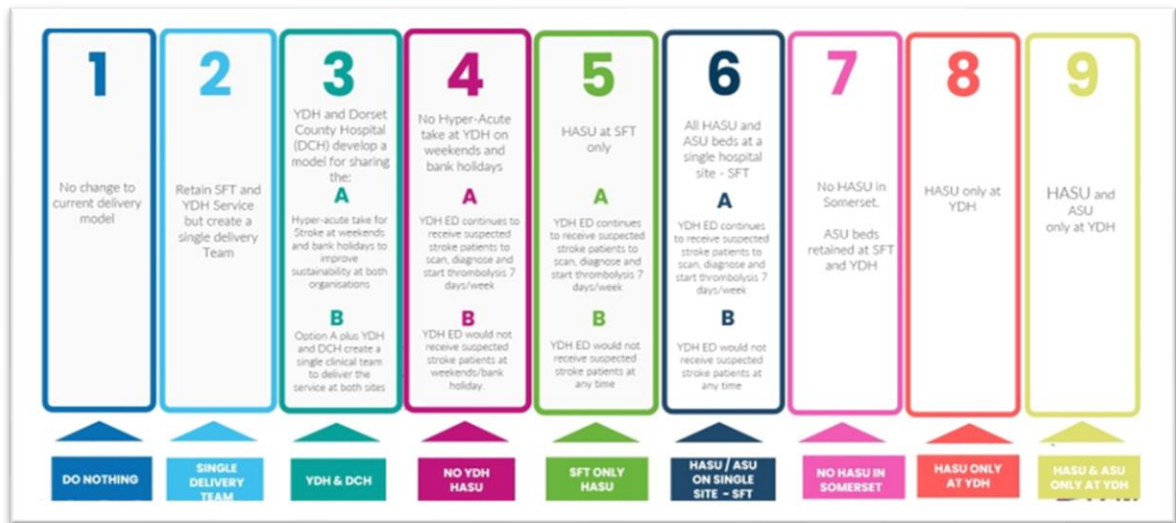 1
No change to
current delivery
model
DO NOTHING
2
Retain SFT and
YDH Service
but create a
single delivery
Team
SINGLE
DELIVERY
TEAM
3
YDH and Dorset
County Hospital
(DCH) develop a
model for sharing
the:
A
Hyper-acute take for
Stroke at weekends
and bank holidays to
improve
sustainability at both
organisations
B
Option A plus YDH
and DCH create a
single clinical team
to deliver the
service at both sites
YDH & DCH
4
No Hyper-Acute
take at YDH on
weekends and
bank holidays
A
YDH ED continues to
receive suspected
stroke patients to
scan, diagnose and
start thrombolysis 7
days/week
B
YDH ED would not
receive suspected
stroke patients at
weekends/bank
holiday.
NO YDH
HASU
5
HASU at SFT
only
A
YDH ED continues
to receive suspected
stroke patients to
scan, diagnose and
start thrombolysis 7
days/week
B
YDH ED would not
receive suspected
stroke patients at
any time
SFT ONLY
HASU
6
All HASU and
ASU beds at a
single hospital
site - SFT
A
YDH ED continues
to receive suspected
stroke patients to
scan, diagnose and
start thrombolysis 7
days/week
B
YDH ED would not
receive suspected
stroke patients at
any time
HASU / ASU
ON SINGLE
SITE - SFT
7
No HASU in
Somerset.
ASU beds
retained at SFT
and YDH
NO HASU IN
SOMERSET
8
HASU only at
YDH
HASU ONLY
AT YDH
9
HASU and
ASU
only at YDH
HASU & ASU
ONLY AT YDH